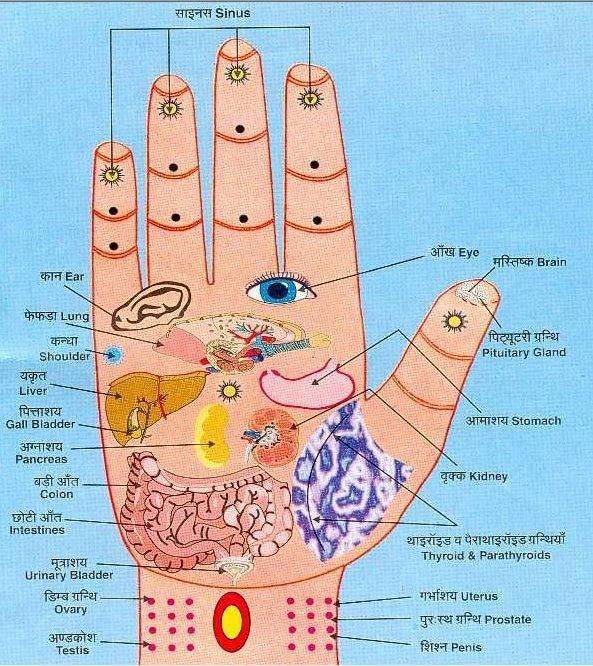 साइनस Sinus
आँख Eye
मस्तिष्क Brain
कान Ear
फेफड़ा Lung
कन्धा
Shoulder
पिट्यूटरी ग्रन्थि
Pituitary Gland
यकृत
Liver
पित्ताशय
Gall Bladder
आमाशय Stomach
अग्नाशय
Pancreas
वृक्क Kidney
बड़ी आँत
Colon
छोटी आँत
Intestines
थाइरॉइड व पैराथाइरॉइड ग्रन्थियाँ
Thyroid & Parathyroids
मूत्राशय
Urinary Bladder
डिम्ब ग्रन्थि
Ovary
गर्भाशय Uterus
पुरःस्थ ग्रन्थि Prostate
अण्डकोश
Testis
शिश्न Penis